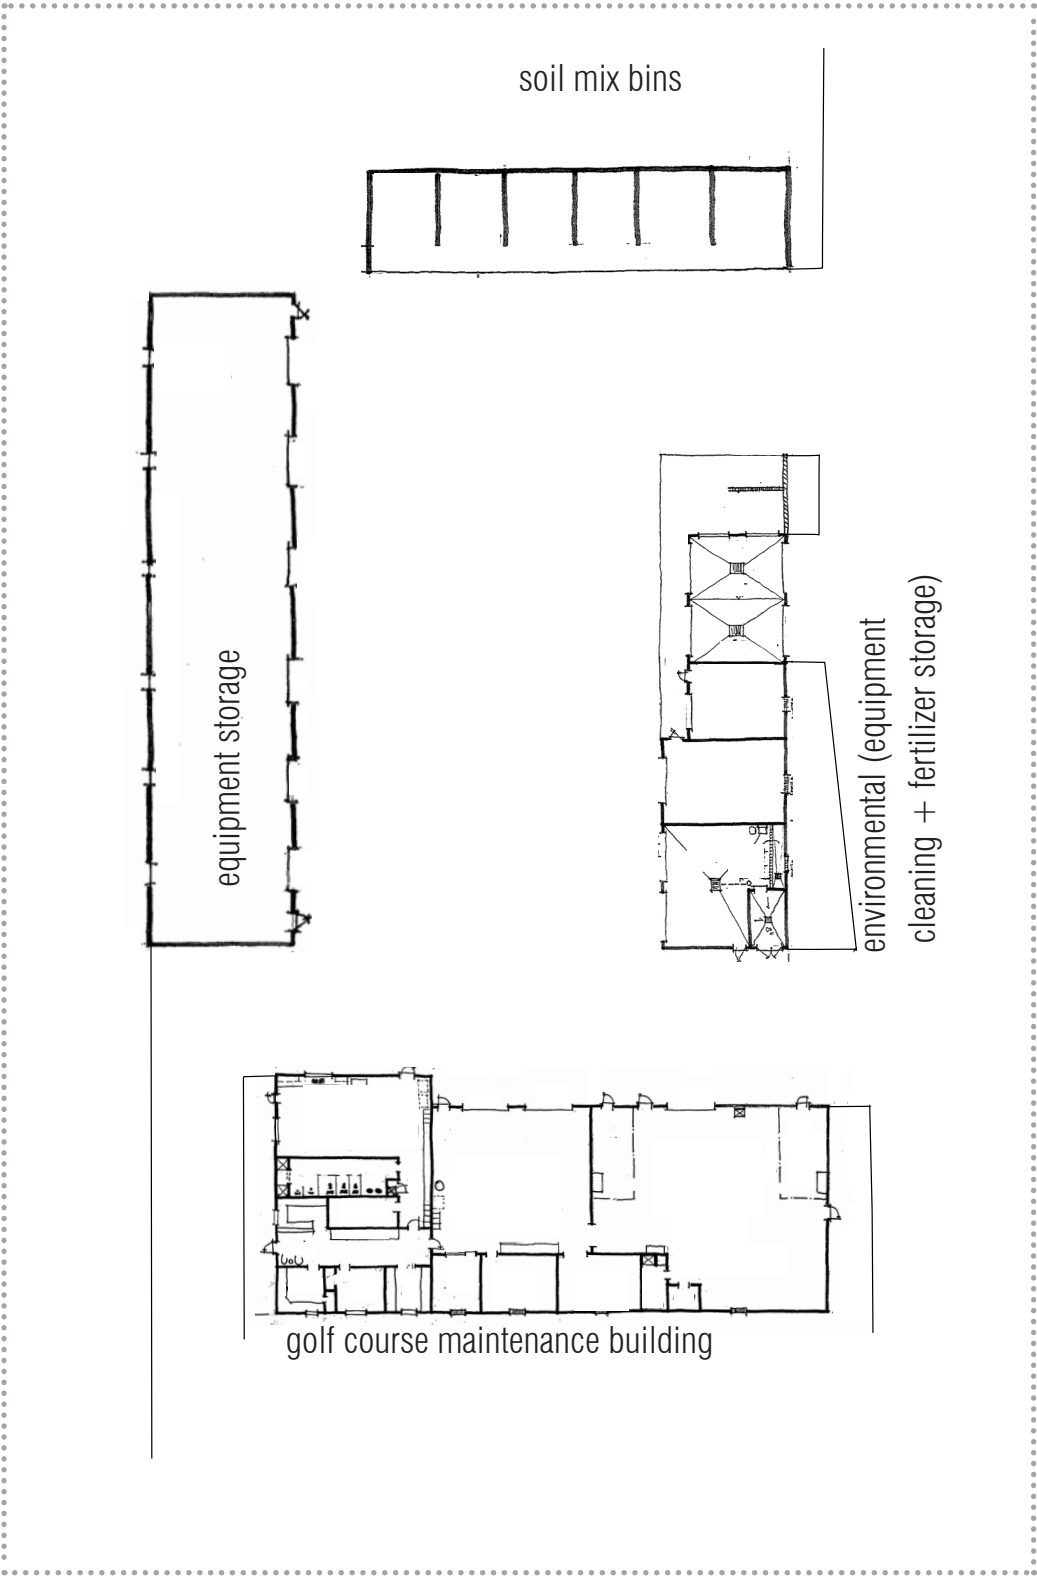 soil mix bins
equipment storage
environmental (equipment
cleaning + fertilizer storage)
golf course maintenance building